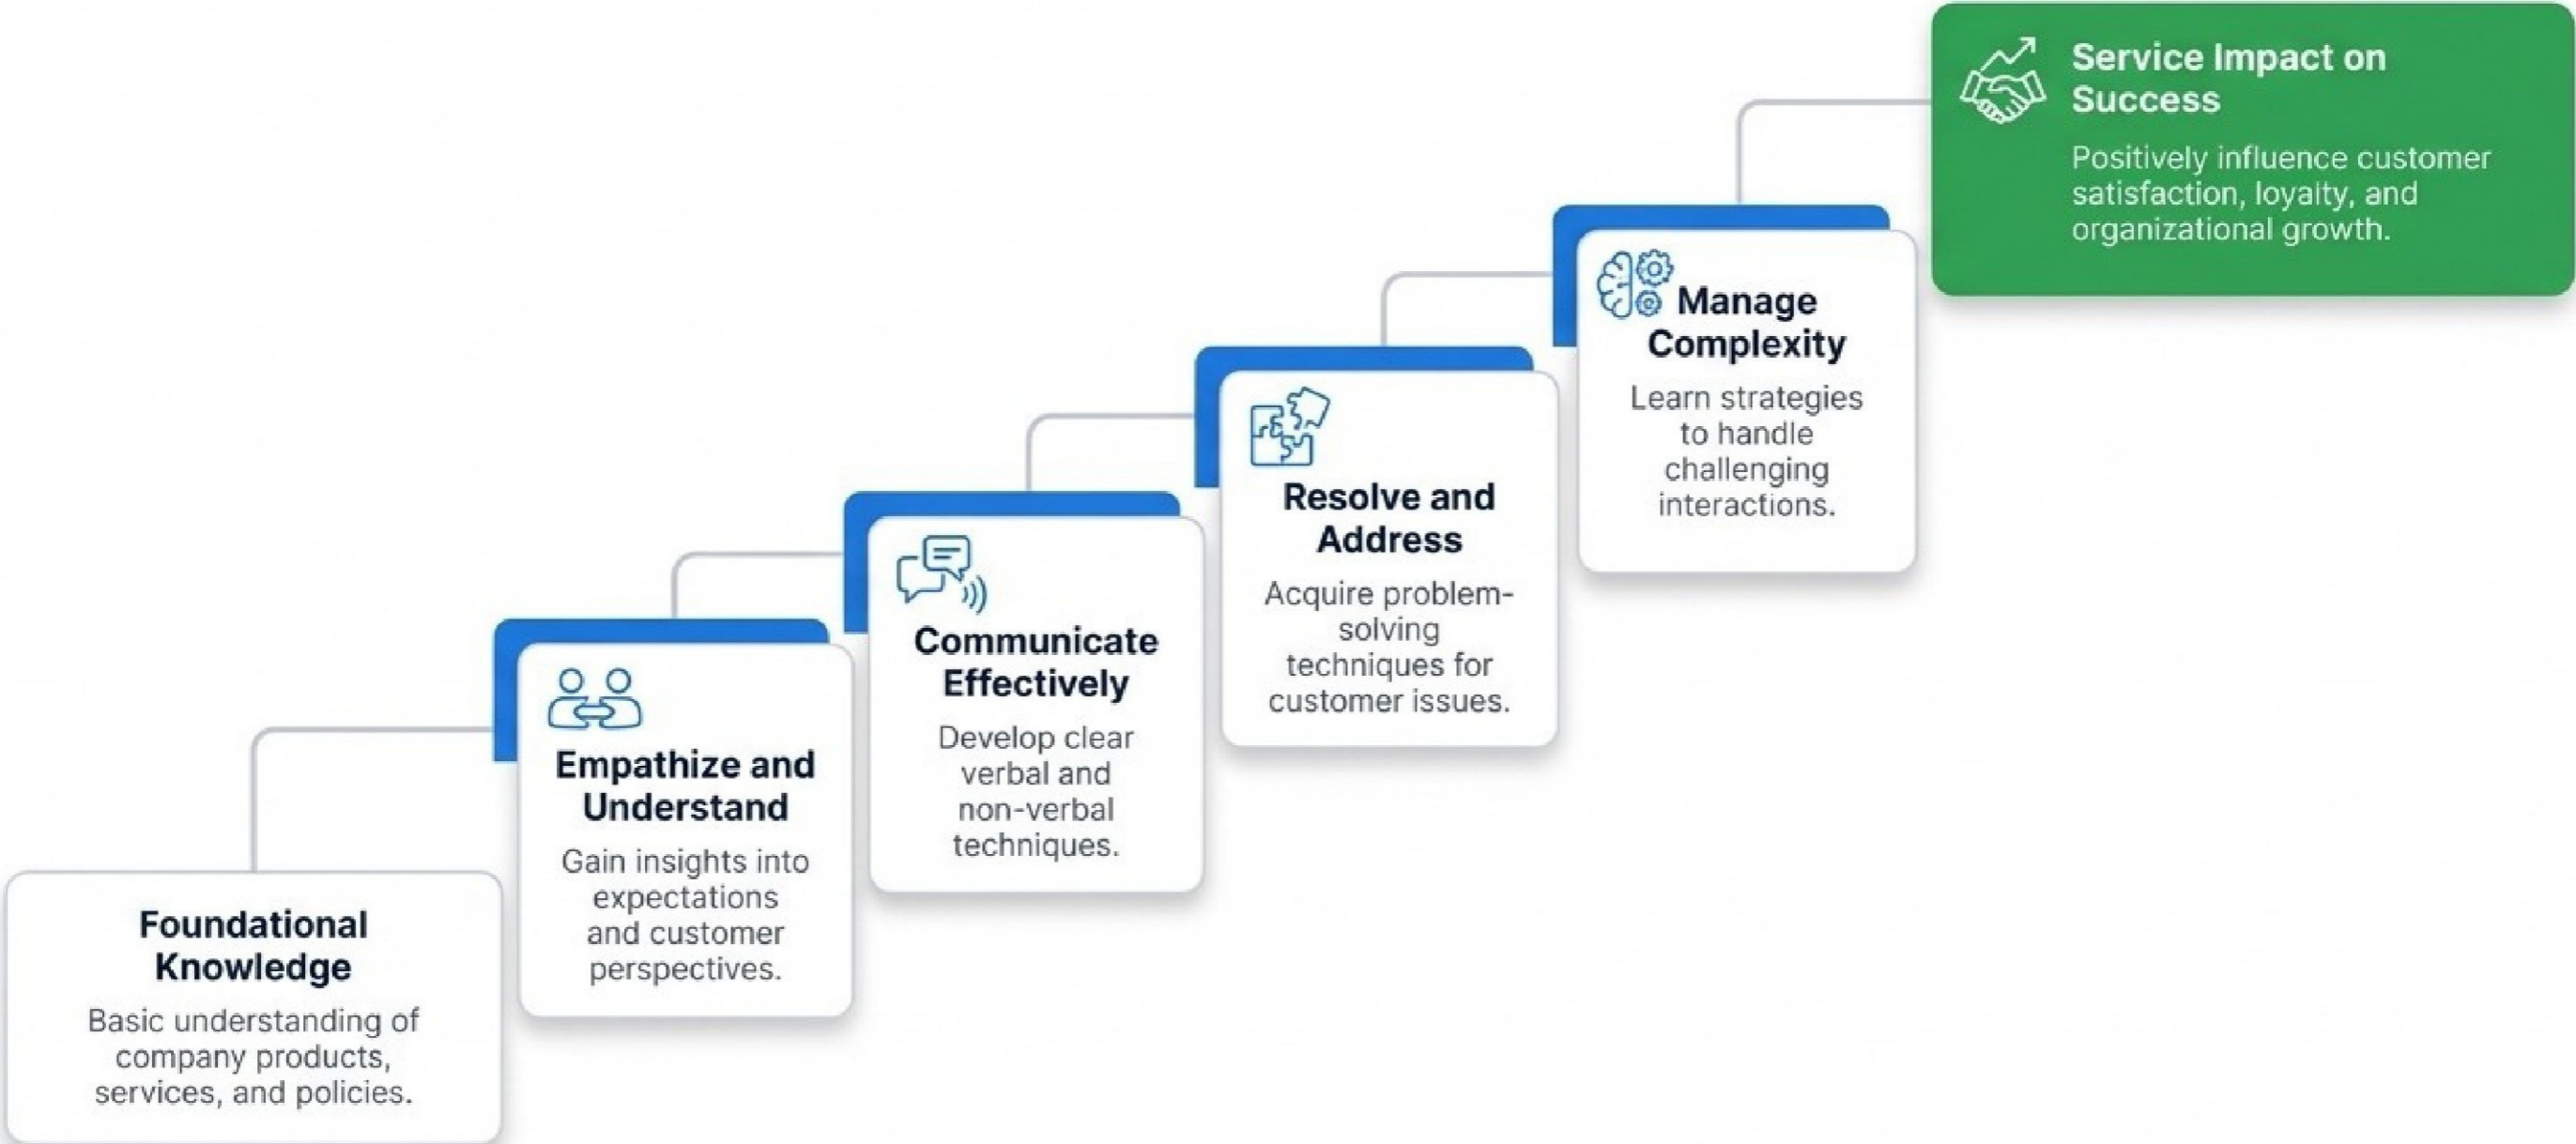 Foundational
Knowledge
Basic understanding of
company products,
services, and policies.
Empathize and
Understand
Gain insights into
expectations
and customer
perspectives.
Communicate
Effectively
Develop clear
verbal and
non-verbal
techniques.
Resolve and
Address
Acquire problem-
solving
techniques for
customer issues.
Manage
Complexity
Learn strategies
to handle
challenging
interactions.
Service Impact on
Success
Positively influence customer
satisfaction, loyalty, and
organizational growth.